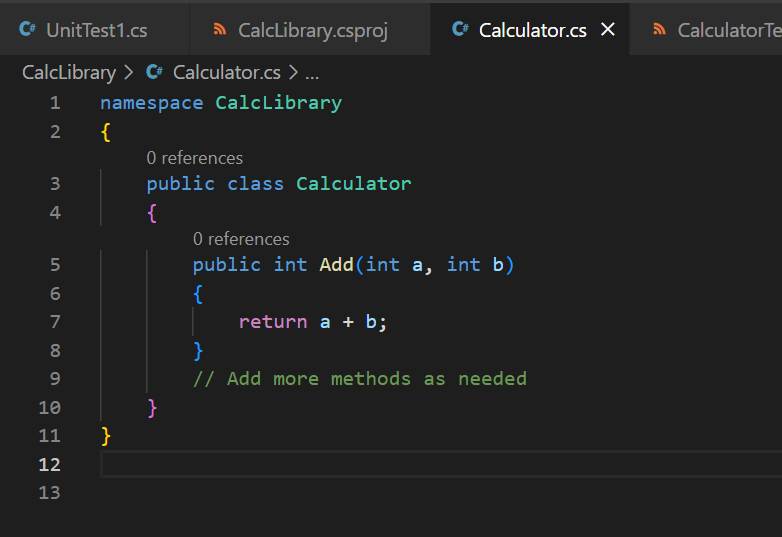 UnitTest1.cs CalcLibrary.csproj C# Calculator.cs CalculatorTe
CalcLibrary > C# Calculator.cs > ...
1 namespace CalcLibrary
2 {
0 references
3 public class Calculator
4 {
0 references
5 public int Add(int a, int b)
6 {
7 return a + b;
8 }
9 // Add more methods as needed
10 }
11 }
12
13